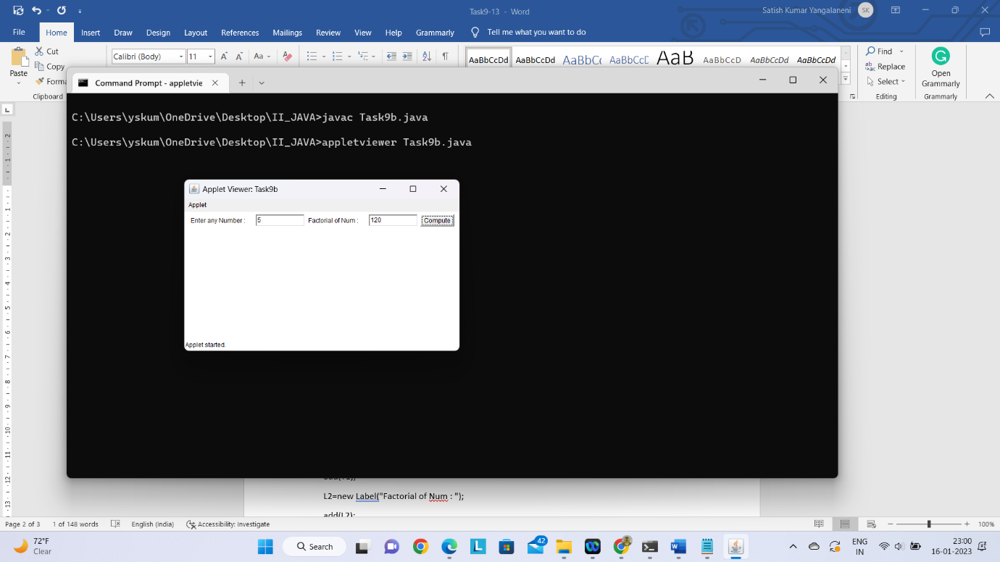 Task9-13 - Word
Satish Kumar Yangalaneni SK
File Home Insert Draw Design Layout References Mailings Review View Help Grammarly Tell me what you want to do
Paste
Cut
Copy
Forma
Clipboard
Calibri (Body) 11
Aa
AaBbCcDd AaBbCcDd AaBbCc AaBbCcC AaB AaBbCcD AaBbCcDd AaBbCcDd
Find
Replace
Select
Editing
Open
Grammarly
Grammarly
Command Prompt - appletvie
C:\Users\yskum\OneDrive\Desktop\II_JAVA>javac Task9b.java
C:\Users\yskum\OneDrive\Desktop\II_JAVA>appletviewer Task9b.java
Applet Viewer: Task9b
Applet
Enter any Number : 5 Factorial of Num : 120 Compute
Applet started.
L2=new Label("Factorial of Num : ");
add(L2);
Page 2 of 3 1 of 148 words English (India) Accessibility: Investigate 100%
72°F
Clear
Search
42
ENG
IN
23:00
16-01-2023